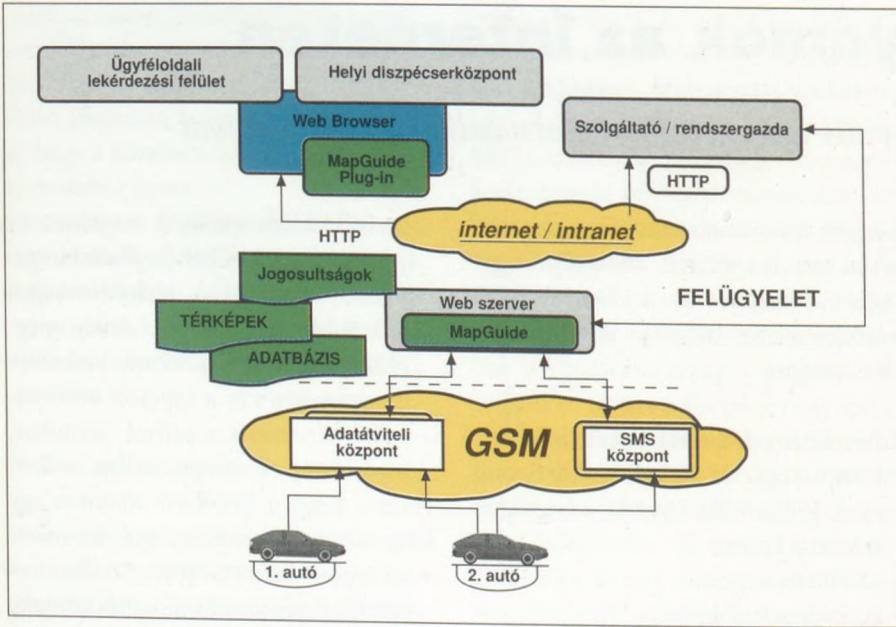 Ügyféloldali
lekérdezési felület
Helyi diszpécserközpont
Web Browser
MapGuide
Plug-in
Szolgáltató / rendszergazda
HTTP
HTTP
internet / intranet
Jogosultságok
TÉRKÉPEK
ADATBÁZIS
Web szerver
MapGuide
FELÜGYELET
Adatátviteli
központ
GSM
SMS
központ
1. autó
2. autó